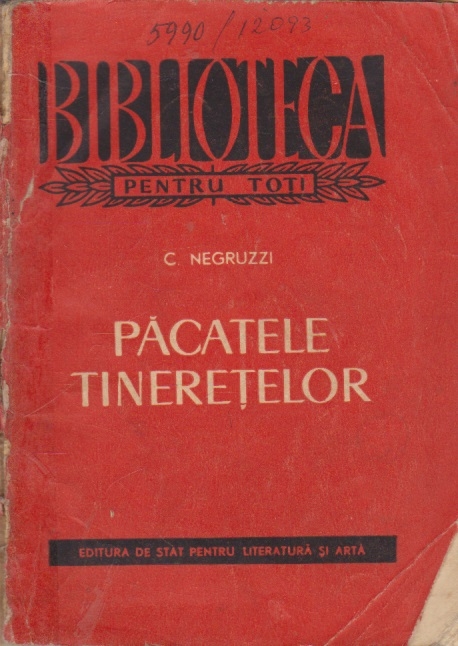 5990/12093
BIBLIOTECA
PENTRU TOȚI
C. NEGRUZZI
PĂCATELE
TINEREȚELOR
EDITURA DE STAT PENTRU LITERATURĂ ȘI ARTĂ